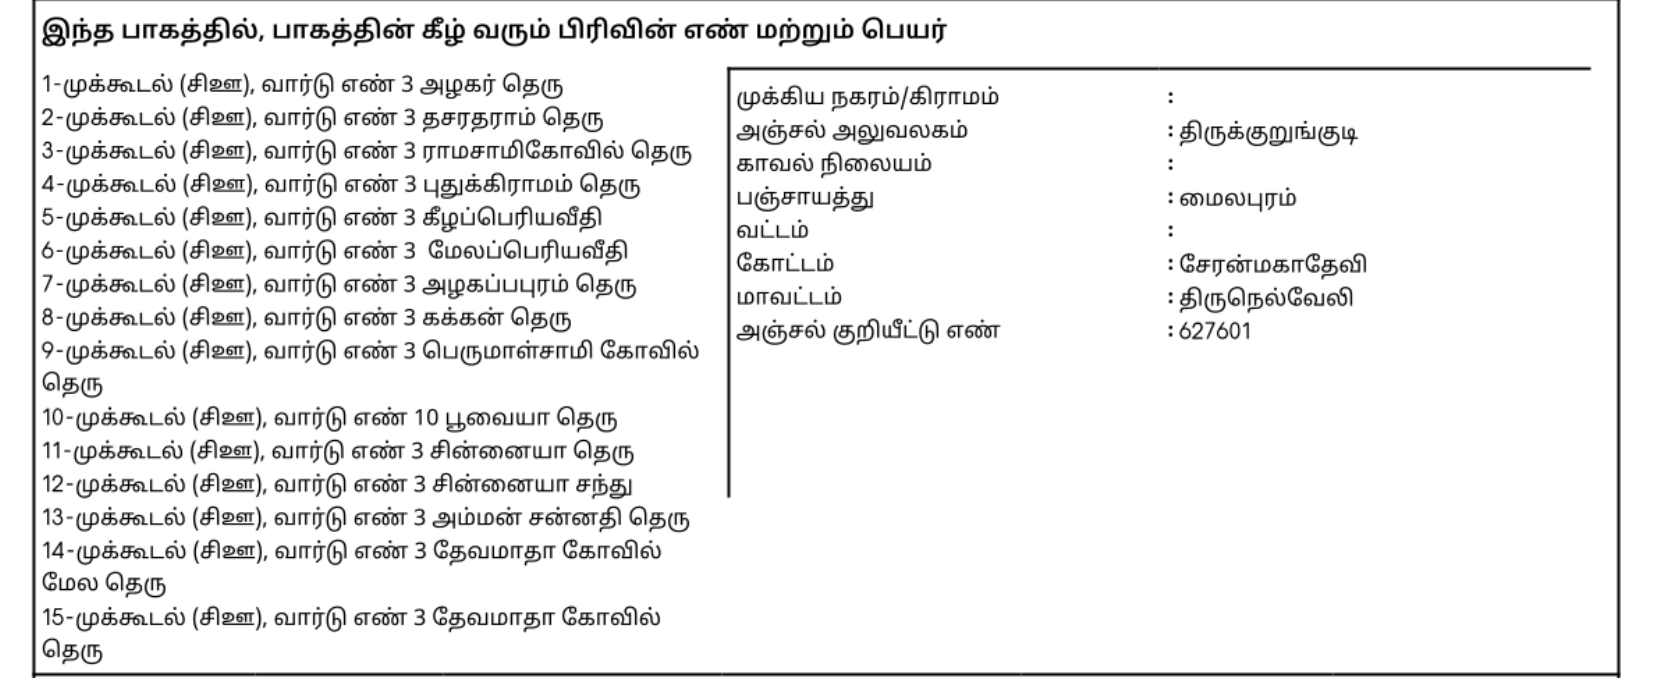 இந்த பாகத்தில், பாகத்தின் கீழ் வரும் பிரிவின் எண் மற்றும் பெயர்
1-முக்கூடல் (சிஊ), வார்டு எண் 3 அழகர் தெரு
2-முக்கூடல் (சிஊ), வார்டு எண் 3 தசரதராம் தெரு
3-முக்கூடல் (சிஊ), வார்டு எண் 3 ராமசாமிகோவில் தெரு
4-முக்கூடல் (சிஊ), வார்டு எண் 3 புதுக்கிராமம் தெரு
5-முக்கூடல் (சிஊ), வார்டு எண் 3 கீழப்பெரியவீதி
6-முக்கூடல் (சிஊ), வார்டு எண் 3 மேலப்பெரியவீதி
7-முக்கூடல் (சிஊ), வார்டு எண் 3 அழகப்பபுரம் தெரு
8-முக்கூடல் (சிஊ), வார்டு எண் 3 கக்கன் தெரு
9-முக்கூடல் (சிஊ), வார்டு எண் 3 பெருமாள்சாமி கோவில்
தெரு
10-முக்கூடல் (சிஊ), வார்டு எண் 10 பூவையா தெரு
11-முக்கூடல் (சிஊ), வார்டு எண் 3 சின்னையா தெரு
12-முக்கூடல் (சிஊ), வார்டு எண் 3 சின்னையா சந்து
13-முக்கூடல் (சிஊ), வார்டு எண் 3 அம்மன் சன்னதி தெரு
14-முக்கூடல் (சிஊ), வார்டு எண் 3 தேவமாதா கோவில்
மேல தெரு
15-முக்கூடல் (சிஊ), வார்டு எண் 3 தேவமாதா கோவில்
தெரு
முக்கிய நகரம்/கிராமம் :
அஞ்சல் அலுவலகம் : திருக்குறுங்குடி
காவல் நிலையம் :
பஞ்சாயத்து : மைலபுரம்
வட்டம் :
கோட்டம் : சேரன்மகாதேவி
மாவட்டம் : திருநெல்வேலி
அஞ்சல் குறியீட்டு எண் : 627601